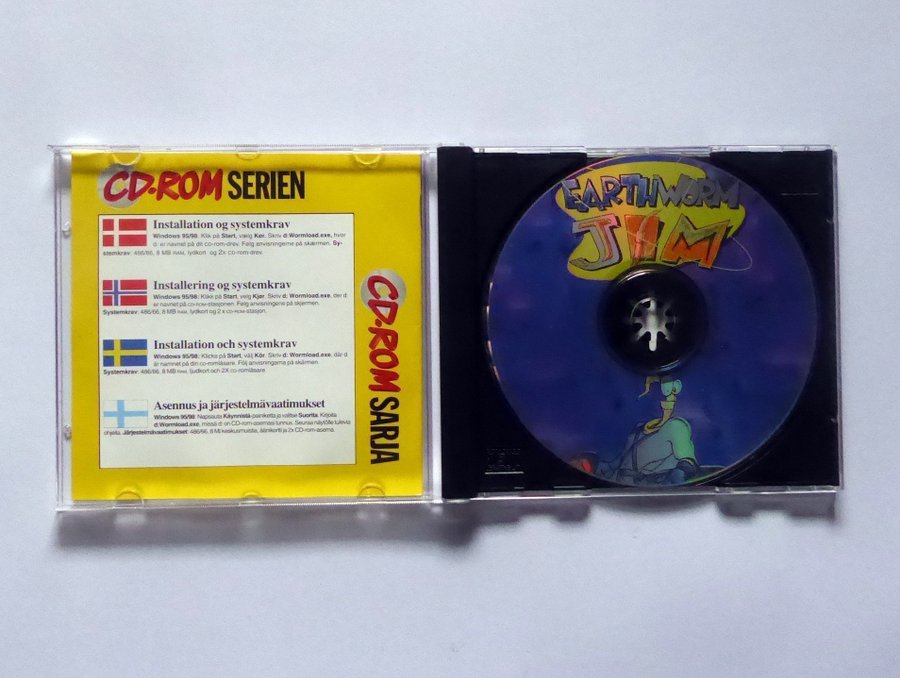 CD-ROM SERIEN
Installation og systemkrav
Windows 95/98: Klik på Start, vælg Kør. Skriv d:Wormload.exe, hvor
d: er navnet på dit co-rom-drev. Følg anvisningerne på skærmen. Sy-
stemkrav: 486/66, 8 MB RAM, lydkort og 2X CD-ROM-drev.
Installering og systemkrav
Windows 95/98: Klikk på Start, velg Kjør. Skriv d: Wormload.exe, der d:
er navnet på CD-ROM-stasjonen. Følg anvisningene på skjermen.
Systemkrav: 486/66, 8 MB RAM, lydkort og 2 x CD-ROM-stasjon.
Installation och systemkrav
Windows 95/98: Klicka på Start, välj Kör. Skriv d: Wormload.exe, där d:
är namnet på din co-romläsare. Följ anvisningarna på skärmen.
Systemkrav: 486/66, 8 MB RAM, ljudkort och 2X CD-ROMläsare.
Asennus ja järjestelmävaatimukset
Windows 95/98: Napsauta Käynnistä-painiketta ja valitse Suorita. Kirjoita
d:Wormload.exe, missä d: on CD-ROM-asemasi tunnus. Seuraa näytölle tulevia
ohjeita. Järjestelmävaatimukset: 486/66, 8 Mt keskusmuistia, äänikortti ja 2x CD-ROM-asema.
CD-ROM SARJA
EARTHWORM
JIM